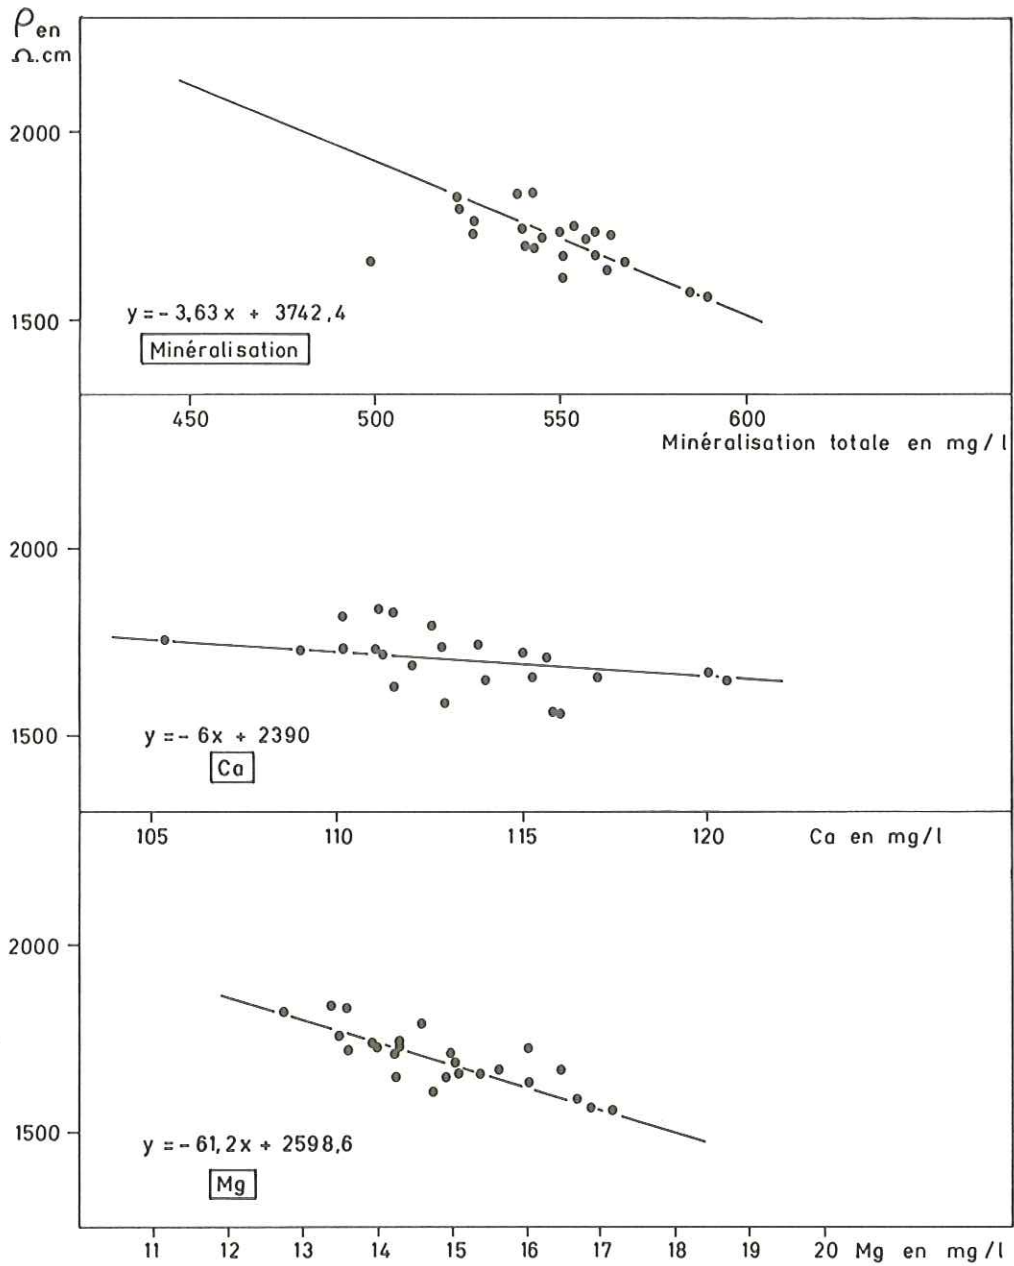 ρ en
Ω.cm
2000
1500
y = - 3,63 x + 3742,4
Minéralisation
450 500 550 600
Minéralisation totale en mg/l
2000
1500
y = - 6x + 2390
Ca
105 110 115 120 Ca en mg/l
2000
1500
y = - 61,2x + 2598,6
Mg
11 12 13 14 15 16 17 18 19 20 Mg en mg/l